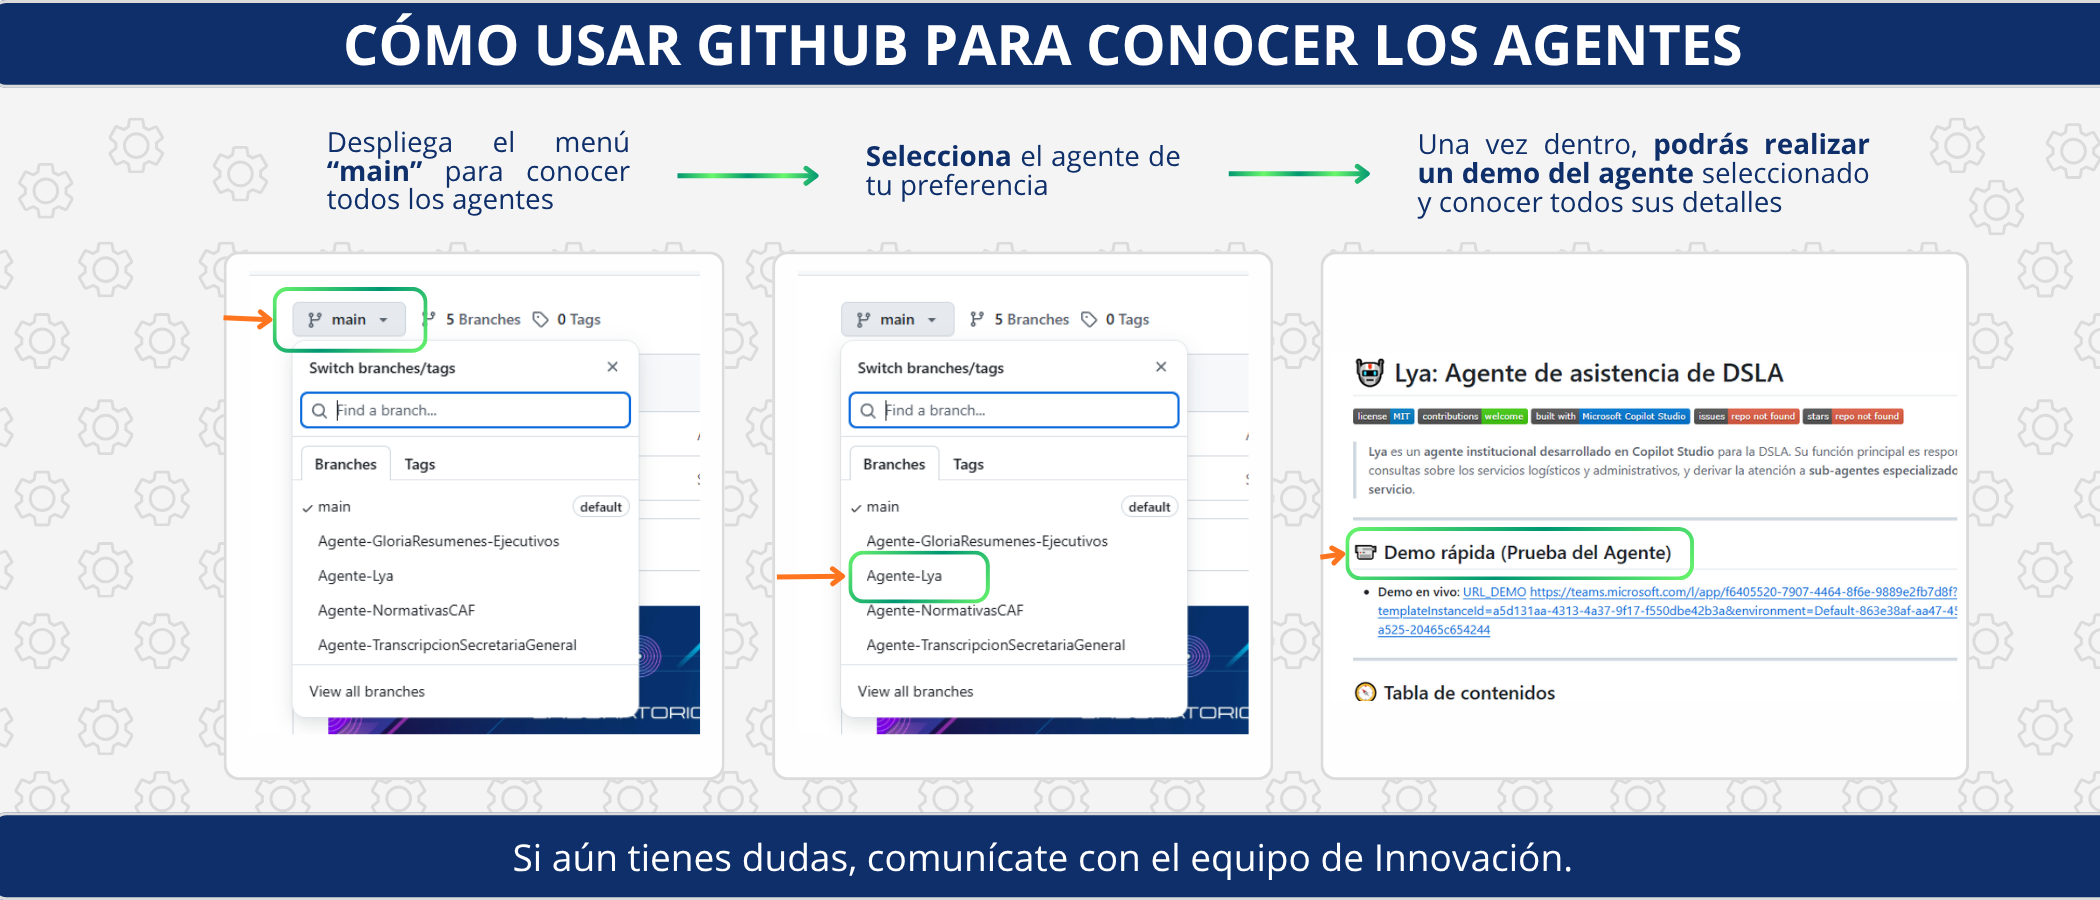 CÓMO USAR GITHUB PARA CONOCER LOS AGENTES
Despliega el menú
“main” para conocer
todos los agentes
Selecciona el agente de
tu preferencia
Una vez dentro, podrás realizar
un demo del agente seleccionado
y conocer todos sus detalles
main
5 Branches
0 Tags
Switch branches/tags
Find a branch...
Branches
Tags
main
default
Agente-GloriaResumenes-Ejecutivos
Agente-Lya
Agente-NormativasCAF
Agente-TranscripcionSecretariaGeneral
View all branches
main
5 Branches
0 Tags
Switch branches/tags
Find a branch...
Branches
Tags
main
default
Agente-GloriaResumenes-Ejecutivos
Agente-Lya
Agente-NormativasCAF
Agente-TranscripcionSecretariaGeneral
View all branches
Lya: Agente de asistencia de DSLA
license MIT contributions welcome built with Microsoft Copilot Studio issues repo not found stars repo not found
Lya es un agente institucional desarrollado en Copilot Studio para la DSLA. Su función principal es respon
consultas sobre los servicios logísticos y administrativos, y derivar la atención a sub-agentes especializado
servicio.
Demo rápida (Prueba del Agente)
Demo en vivo: URL_DEMO https://teams.microsoft.com/l/app/f6405520-7907-4464-8f6e-9889e2fb7d8f?
templateInstanceId=a5d131aa-4313-4a37-9f17-f550dbe42b3a&environment=Default-863e38af-aa47-45
a525-20465c654244
Tabla de contenidos
Si aún tienes dudas, comunícate con el equipo de Innovación.